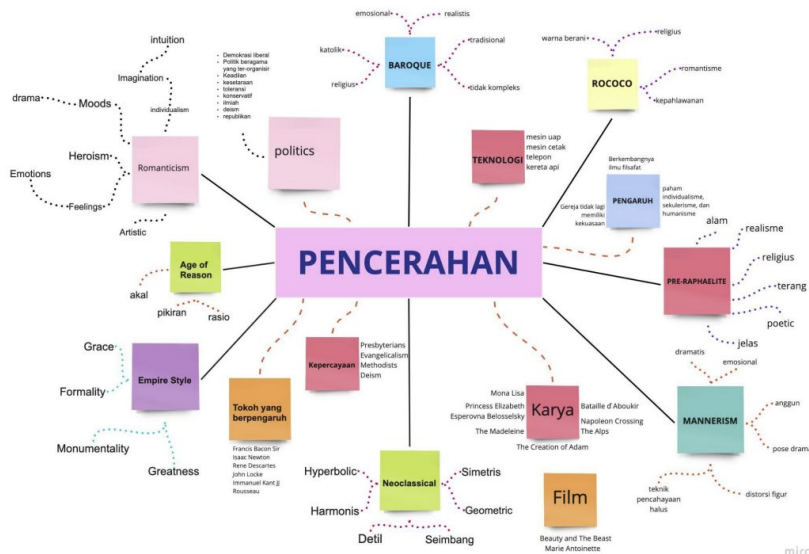 emosional
realistis
katolik
religius
BAROQUE
tradisional
tidak kompleks
warna berani
religius
ROCOCO
romantisme
kepahlawanan
intuition
Imagination
individualism
drama
Moods
Heroism
Emotions
Feelings
Artistic
Romanticism
Demokrasi liberal
Politik beragama
yang ter-organisir
Keadilan
kesetaraan
toleransi
konservatif
ilmiah
deism
republikan
politics
TEKNOLOGI
mesin uap
mesin cetak
telepon
kereta api
Berkembangnya
ilmu filsafat
Gereja tidak lagi
memiliki
kekuasaan
PENGARUH
paham
individualisme,
sekulerisme, dan
humanisme
PENCERAHAN
alam
realisme
religius
terang
poetic
jelas
PRE-RAPHAELITE
Age of
Reason
akal
pikiran
rasio
Grace
Formality
Monumentality
Greatness
Empire Style
Tokoh yang
berpengaruh
Francis Bacon Sir
Isaac Newton
Rene Descartes
John Locke
Immanuel Kant JJ
Rousseau
Kepercayaan
Presbyterians
Evangelicalism
Methodists
Deism
Hyperbolic
Harmonis
Detil
Seimbang
Simetris
Geometric
Neoclassical
Mona Lisa
Princess Elizabeth
Esperovna Belosselsky
The Madeleine
Karya
Bataille d'Aboukir
Napoleon Crossing
The Alps
The Creation of Adam
Film
Beauty and The Beast
Marie Antoinette
dramatis
emosional
MANNERISM
anggun
pose dram
teknik
pencahayaan
halus
distorsi figur